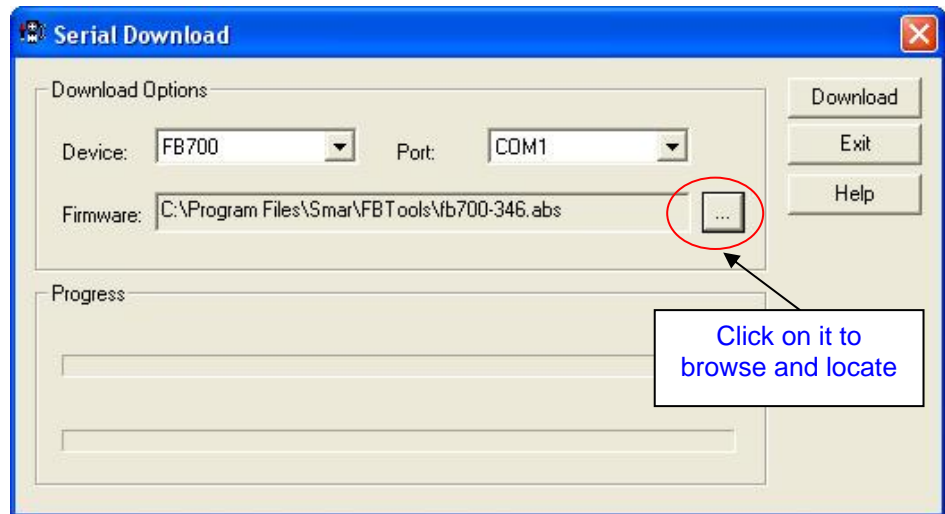 Serial Download
Download Options
Device: FB700 Port: COM1
Firmware: C:\Program Files\Smar\FBTools\fb700-346.abs ...
Download
Exit
Help
Progress
Click on it to
browse and locate